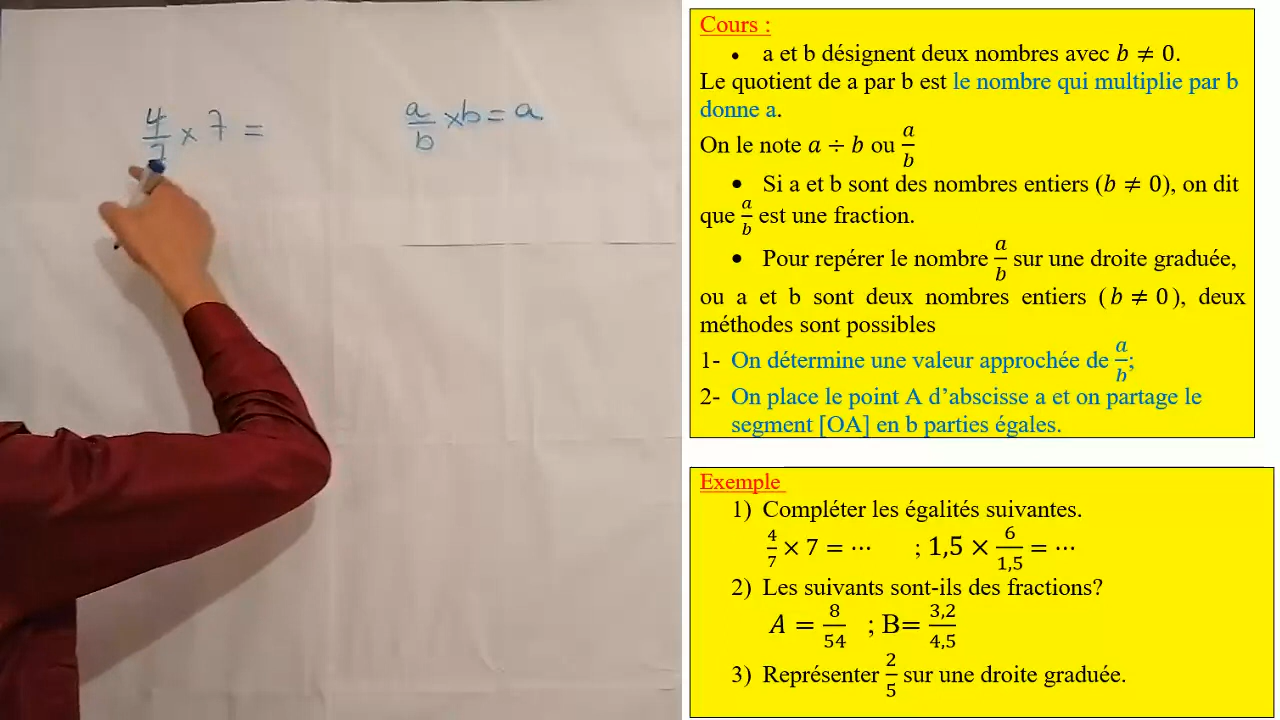 4/7 × 7 =
a/b × b = a.
Cours :
• a et b désignent deux nombres avec b ≠ 0.
Le quotient de a par b est le nombre qui multiplie par b
donne a.
On le note a ÷ b ou a/b
• Si a et b sont des nombres entiers (b ≠ 0), on dit
que a/b est une fraction.
• Pour repérer le nombre a/b sur une droite graduée,
ou a et b sont deux nombres entiers (b ≠ 0), deux
méthodes sont possibles
1- On détermine une valeur approchée de a/b;
2- On place le point A d’abscisse a et on partage le
segment [OA] en b parties égales.
Exemple
1) Compléter les égalités suivantes.
4/7 × 7 = ⋯ ; 1,5 × 6/1,5 = ⋯
2) Les suivants sont-ils des fractions?
A = 8/54 ; B= 3,2/4,5
3) Représenter 2/5 sur une droite graduée.